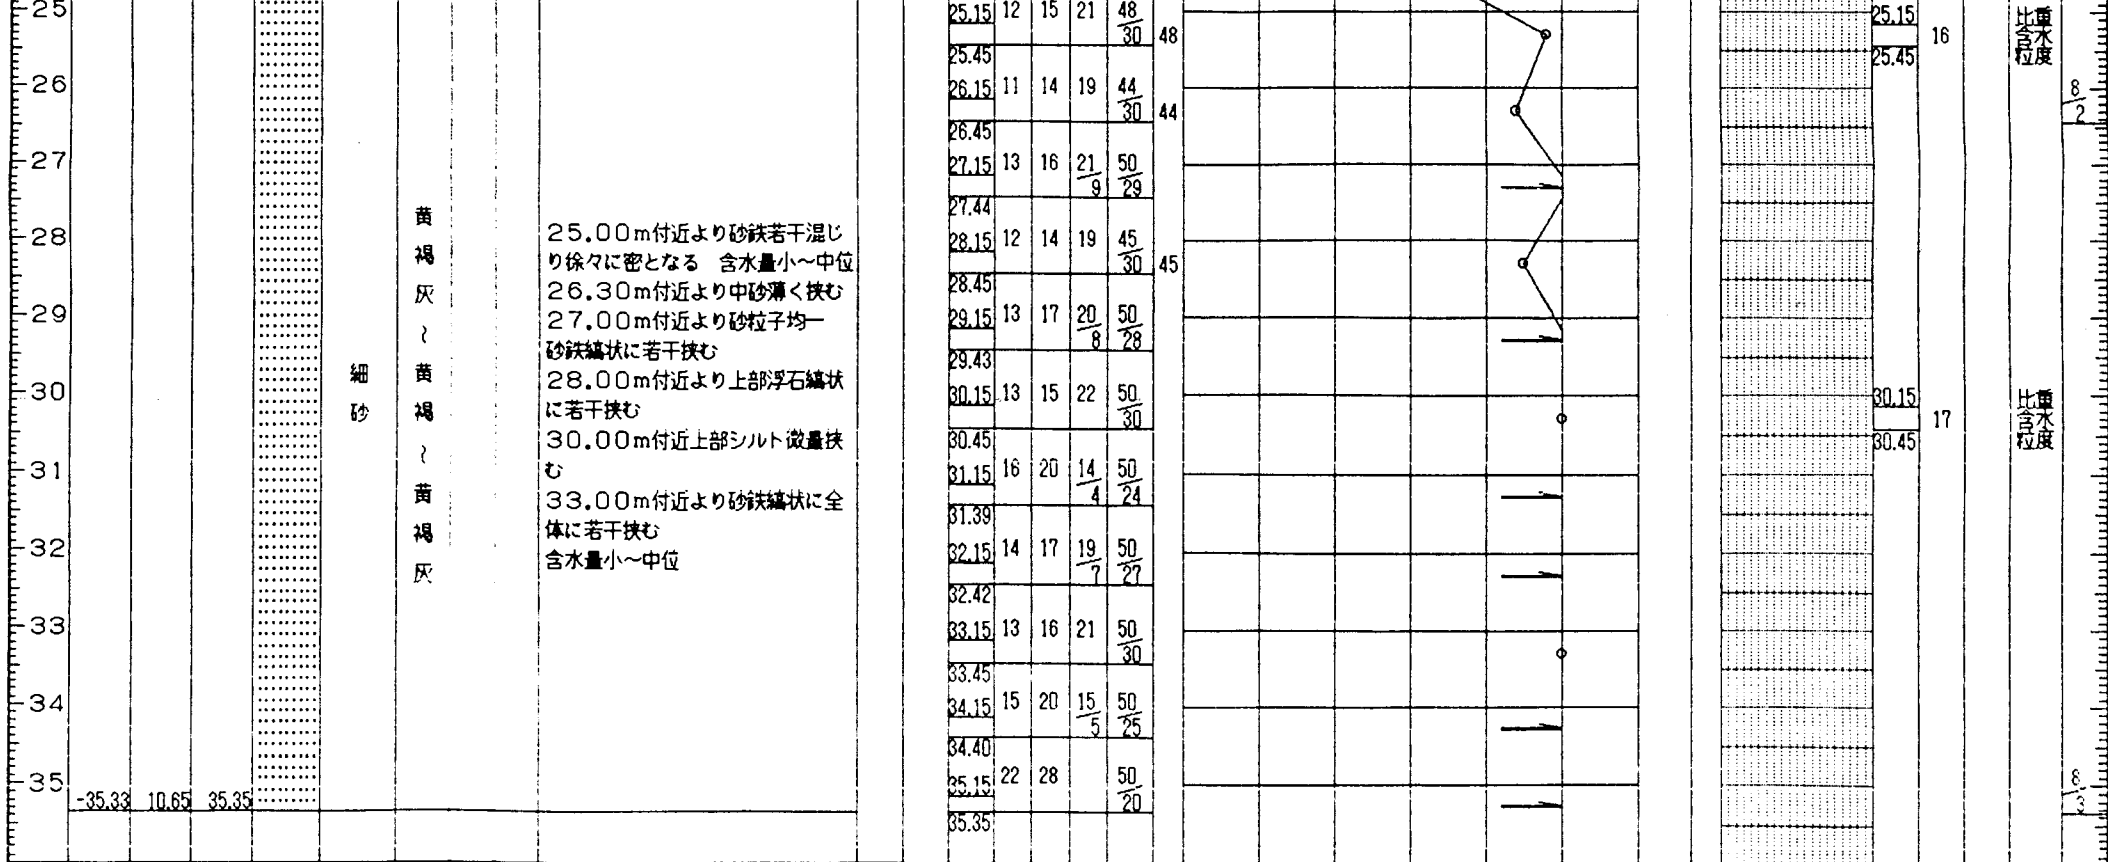 25
26
27
28
29
30
31
32
33
34
35
-35.33 10.65 35.35
細砂
黄褐灰～黄褐～黄褐灰
25.00m付近より砂鉄若干混じ
り徐々に密となる 含水量小～中位
26.30m付近より中砂薄く挟む
27.00m付近より砂粒子均一
砂鉄縞状に若干挟む
28.00m付近より上部浮石縞状
に若干挟む
30.00m付近上部シルト微量挟
む
33.00m付近より砂鉄縞状に全
体に若干挟む
含水量小～中位
25.15 12 15 21 48/30 48
25.45
26.15 11 14 19 44/30 44
26.45
27.15 13 16 21/9 50/29
27.44
28.15 12 14 19 45/30 45
28.45
29.15 13 17 20/8 50/28
29.43
30.15 13 15 22 50/30
30.45
31.15 16 20 14/4 50/24
31.39
32.15 14 17 19/7 50/27
32.42
33.15 13 16 21 50/30
33.45
34.15 15 20 15/5 50/25
34.40
35.15 22 28 50/20
35.35
25.15
25.45
16
比重
含水
粒度
8/2
30.15
30.45
17
比重
含水
粒度
8/3